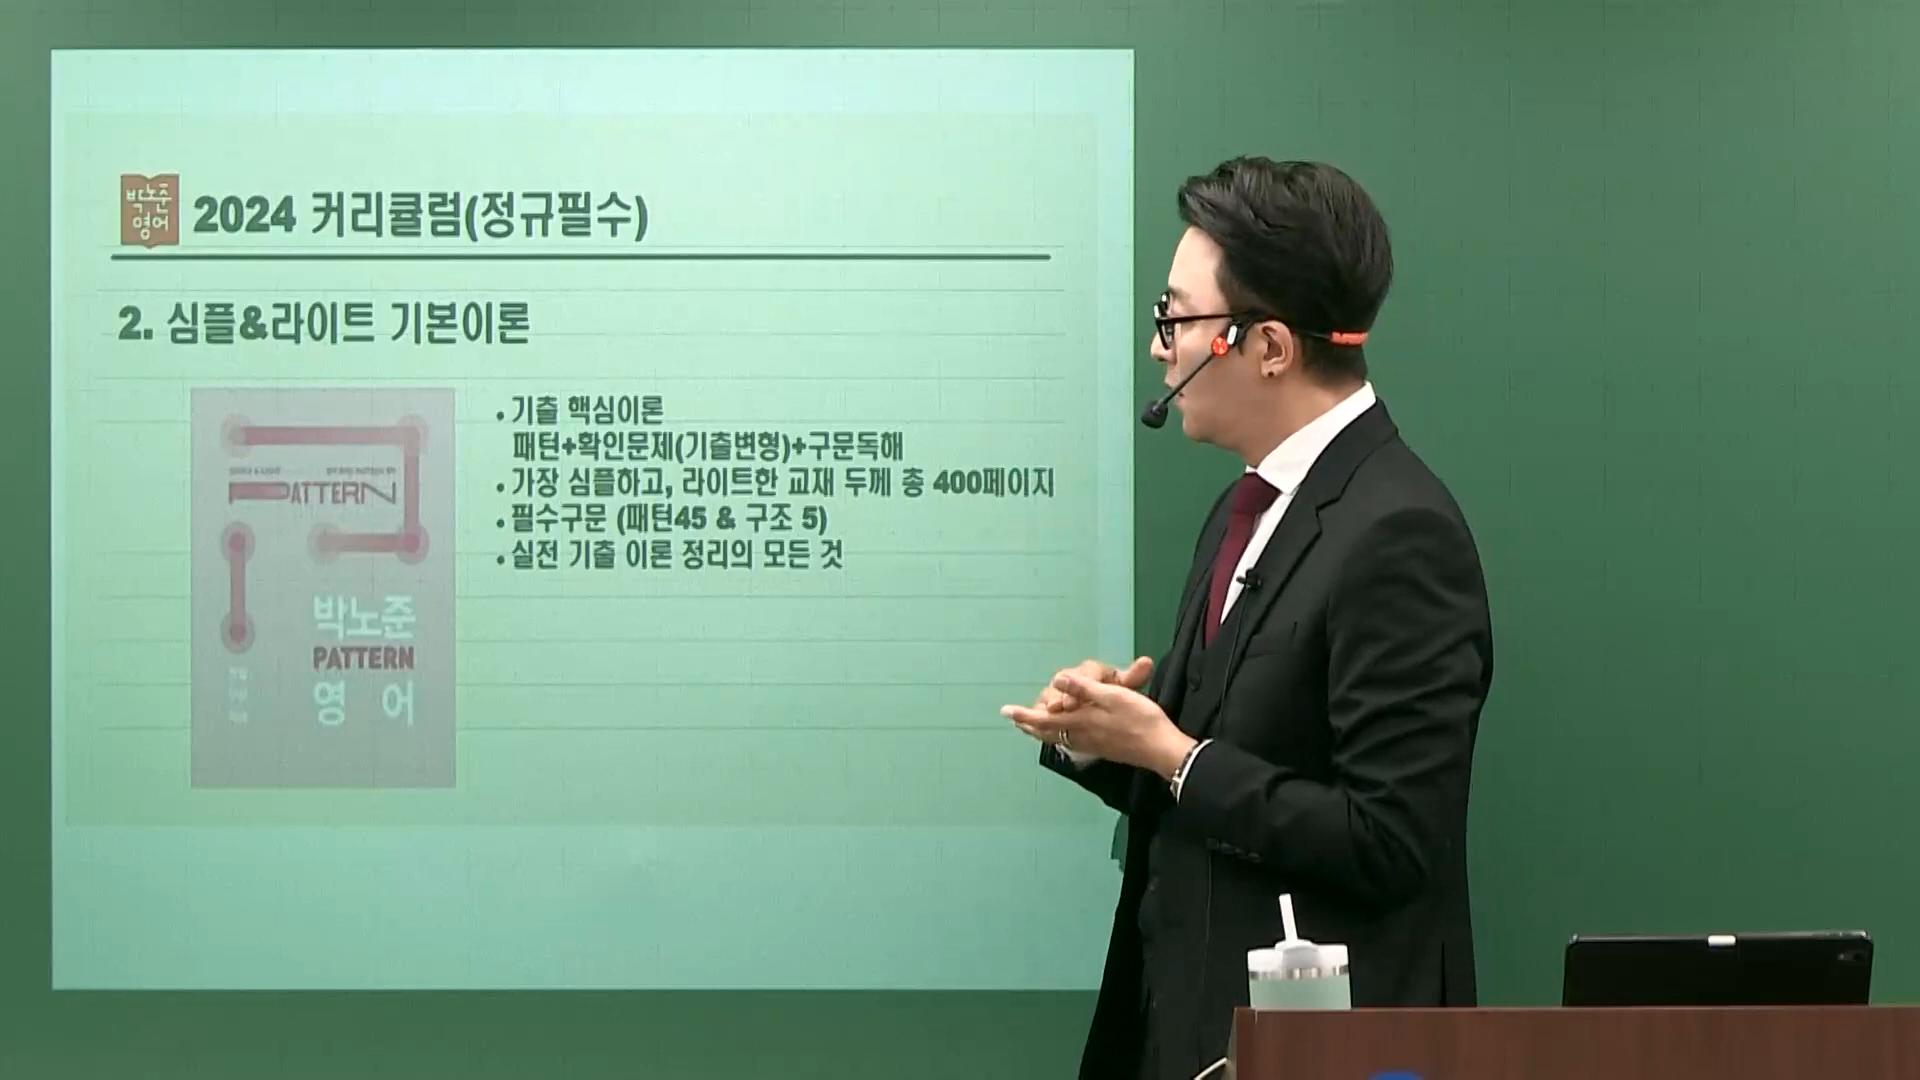 박노준
영어
2024 커리큘럼(정규필수)
2. 심플&라이트 기본이론
• 기출 핵심이론
패턴+확인문제(기출변형)+구문독해
• 가장 심플하고, 라이트한 교재 두께 총 400페이지
• 필수구문 (패턴45 & 구조 5)
• 실전 기출 이론 정리의 모든 것
PATTERN
박노준
PATTERN
영 어